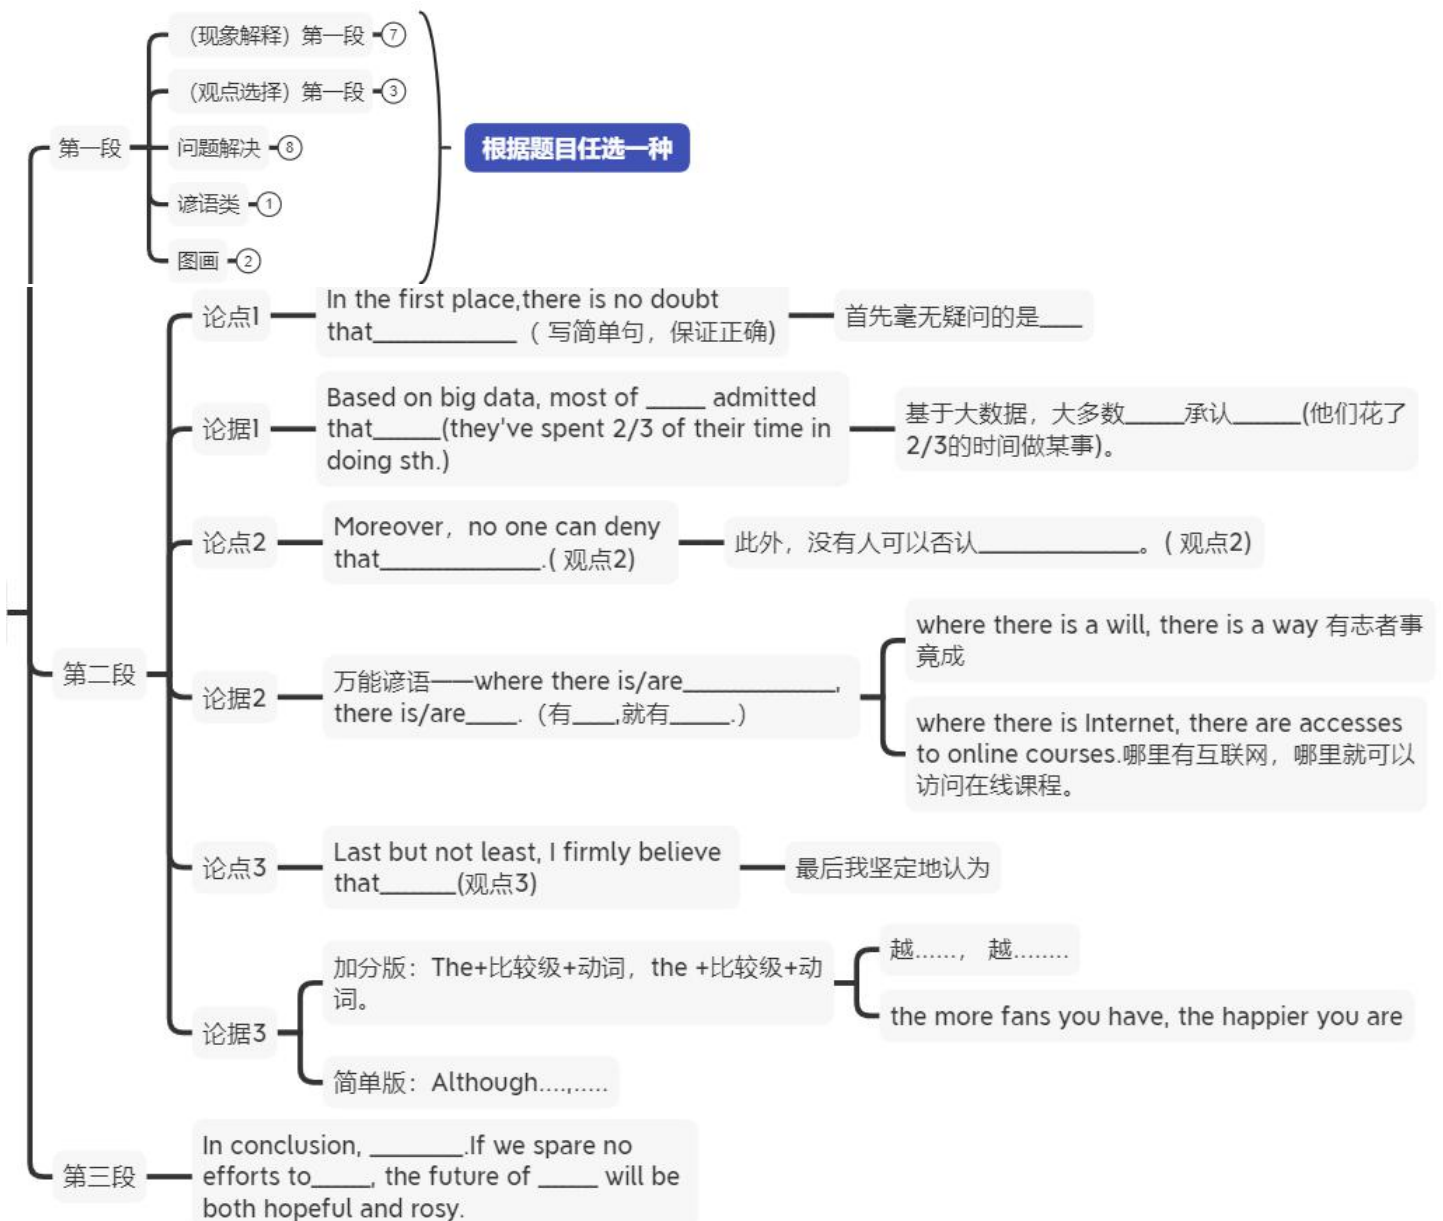 （现象解释）第一段 7
（观点选择）第一段 3
第一段
问题解决 8
根据题目任选一种
谚语类 1
图画 2
论点1
In the first place,there is no doubt
that___________ （ 写简单句，保证正确)
首先毫无疑问的是___
论据1
Based on big data, most of ____ admitted
that_____(they've spent 2/3 of their time in
doing sth.)
基于大数据，大多数____承认_____(他们花了
2/3的时间做某事)。
论点2
Moreover，no one can deny
that____________.( 观点2)
此外，没有人可以否认____________。( 观点2)
第二段
论据2
万能谚语——where there is/are___________,
there is/are____.（有___,就有____.）
where there is a will, there is a way 有志者事
竟成
where there is Internet, there are accesses
to online courses.哪里有互联网，哪里就可以
访问在线课程。
论点3
Last but not least, I firmly believe
that______(观点3)
最后我坚定地认为
论据3
加分版：The+比较级+动词，the +比较级+动
词。
越……， 越……..
the more fans you have, the happier you are
简单版：Although....,.....
第三段
In conclusion, _______.If we spare no
efforts to____, the future of ____ will be
both hopeful and rosy.